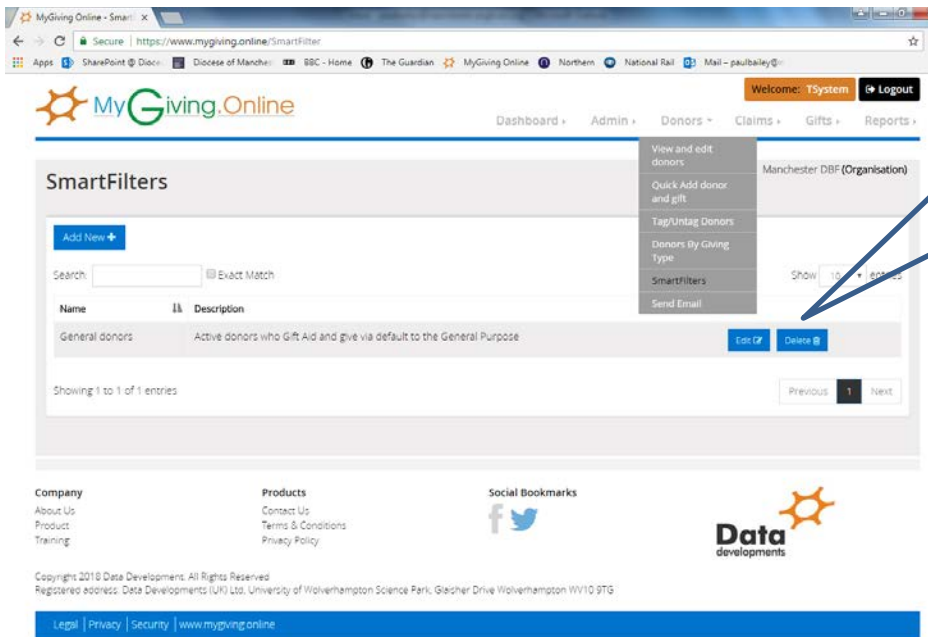 MyGiving Online - Smart
Secure | https://www.mygiving.online/SmartFilter
Apps SharePoint @ Dioce Diocese of Manches BBC - Home The Guardian MyGiving Online Northern National Rail Mail – paulbailey@
MyGiving.Online
Welcome: TSystem Logout
Dashboard Admin Donors Claims Gifts Reports
View and edit
donors
Quick Add donor
and gift
Tag/Untag Donors
Donors By Giving
Type
SmartFilters
Send Email
Manchester DBF (Organisation)
SmartFilters
Add New
Search: Exact Match Show 10 entries
Name Description
General donors Active donors who Gift Aid and give via default to the General Purpose Edit Delete
Showing 1 to 1 of 1 entries Previous 1 Next
Company Products Social Bookmarks
About Us Contact Us
Product Terms & Conditions
Training Privacy Policy
Data
developments
Copyright 2018 Data Development. All Rights Reserved
Registered address: Data Developments (UK) Ltd, University of Wolverhampton Science Park, Glaisher Drive Wolverhampton WV10 9TG
Legal | Privacy | Security | www.mygiving.online